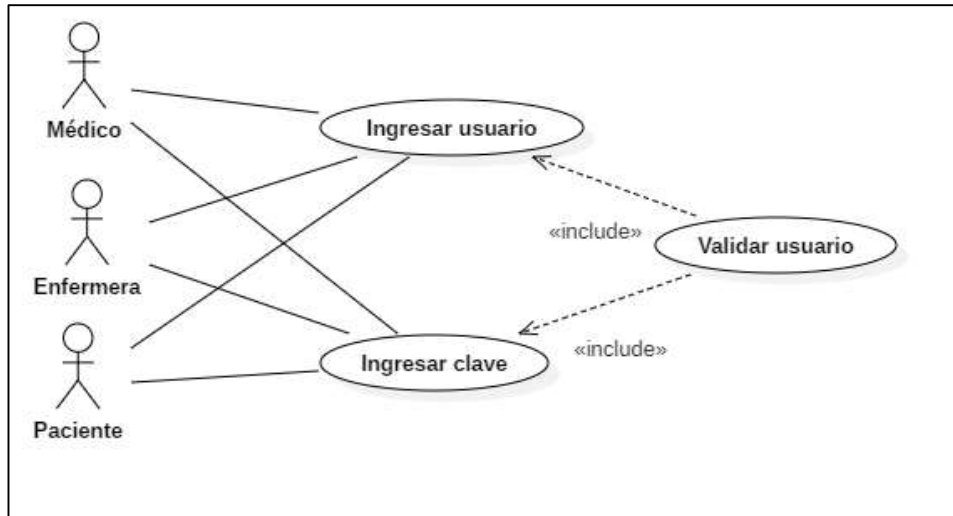 Médico
Ingresar usuario
Enfermera
«include»
Validar usuario
«include»
Ingresar clave
Paciente